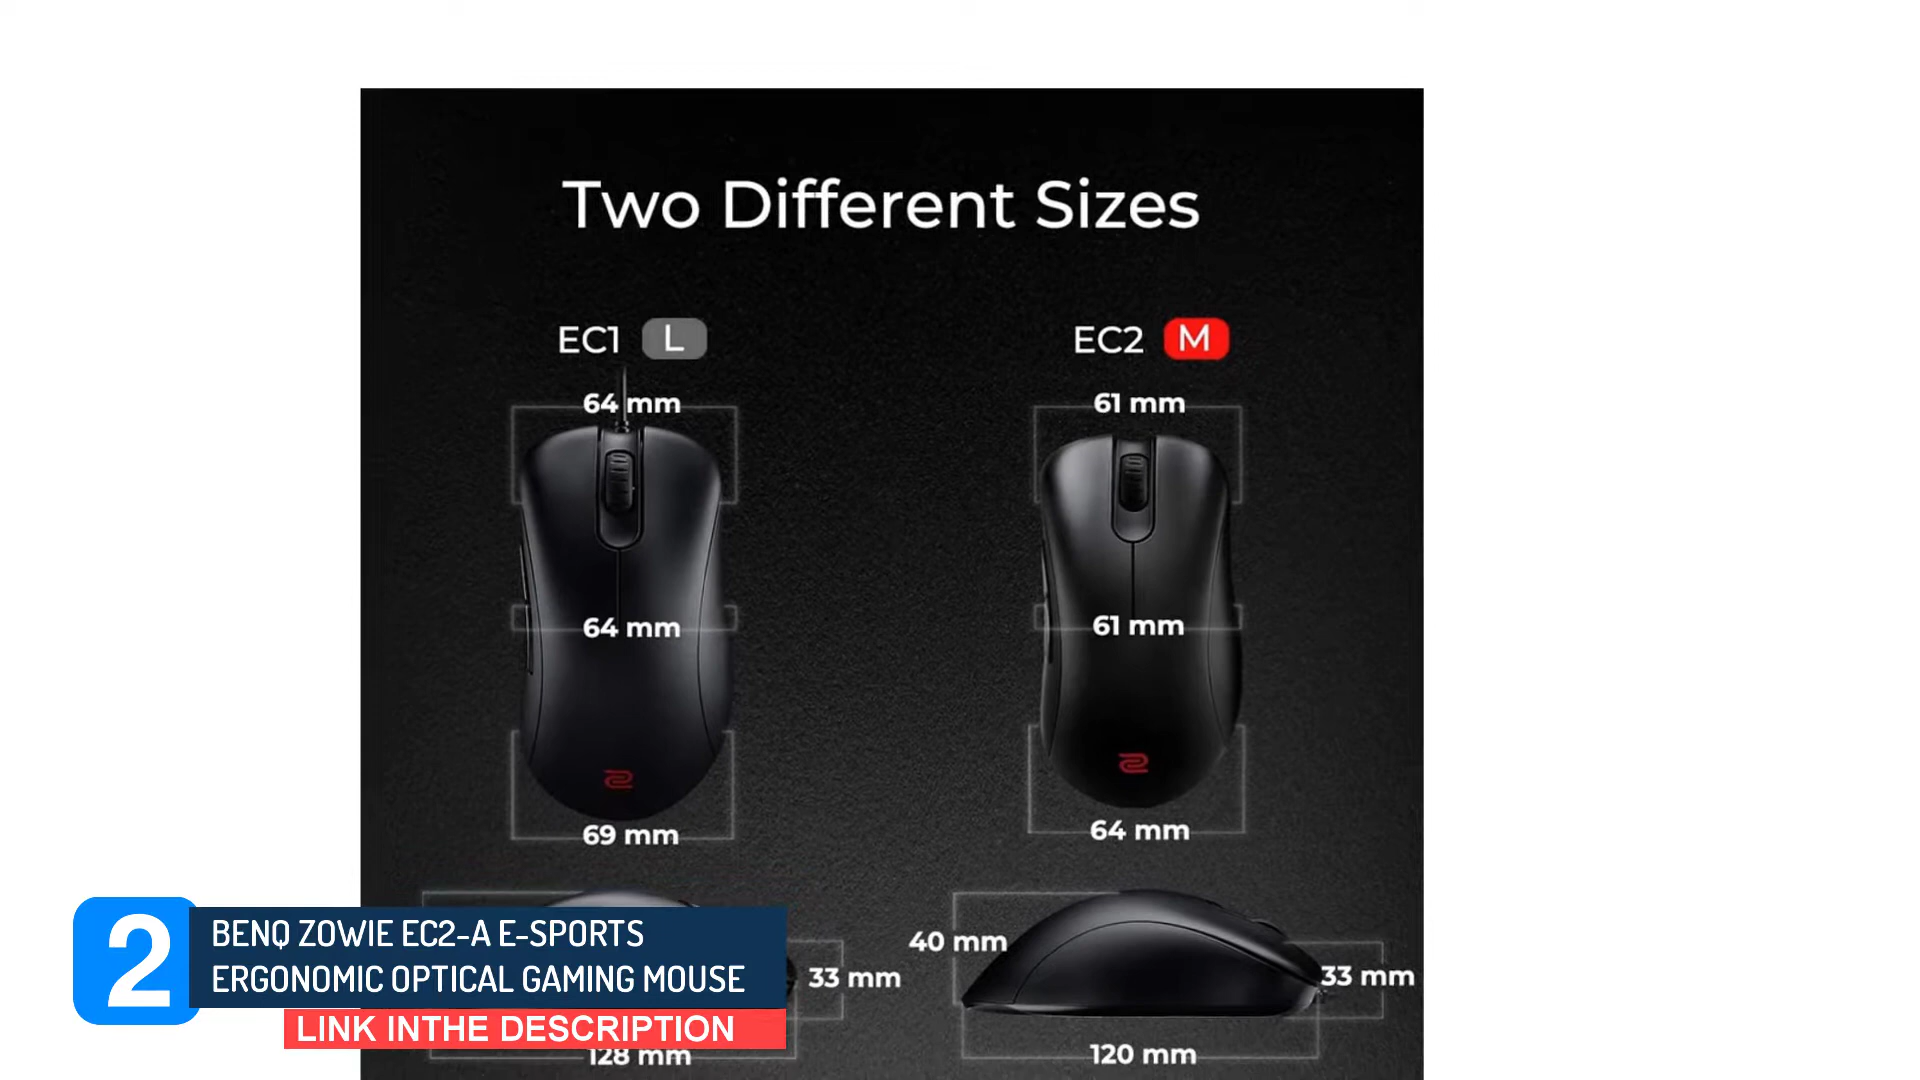 Two Different Sizes
EC1 L
EC2 M
64 mm
61 mm
64 mm
61 mm
69 mm
64 mm
40 mm
33 mm
33 mm
128 mm
120 mm
2
BENQ ZOWIE EC2-A E-SPORTS
ERGONOMIC OPTICAL GAMING MOUSE
LINK INTHE DESCRIPTION